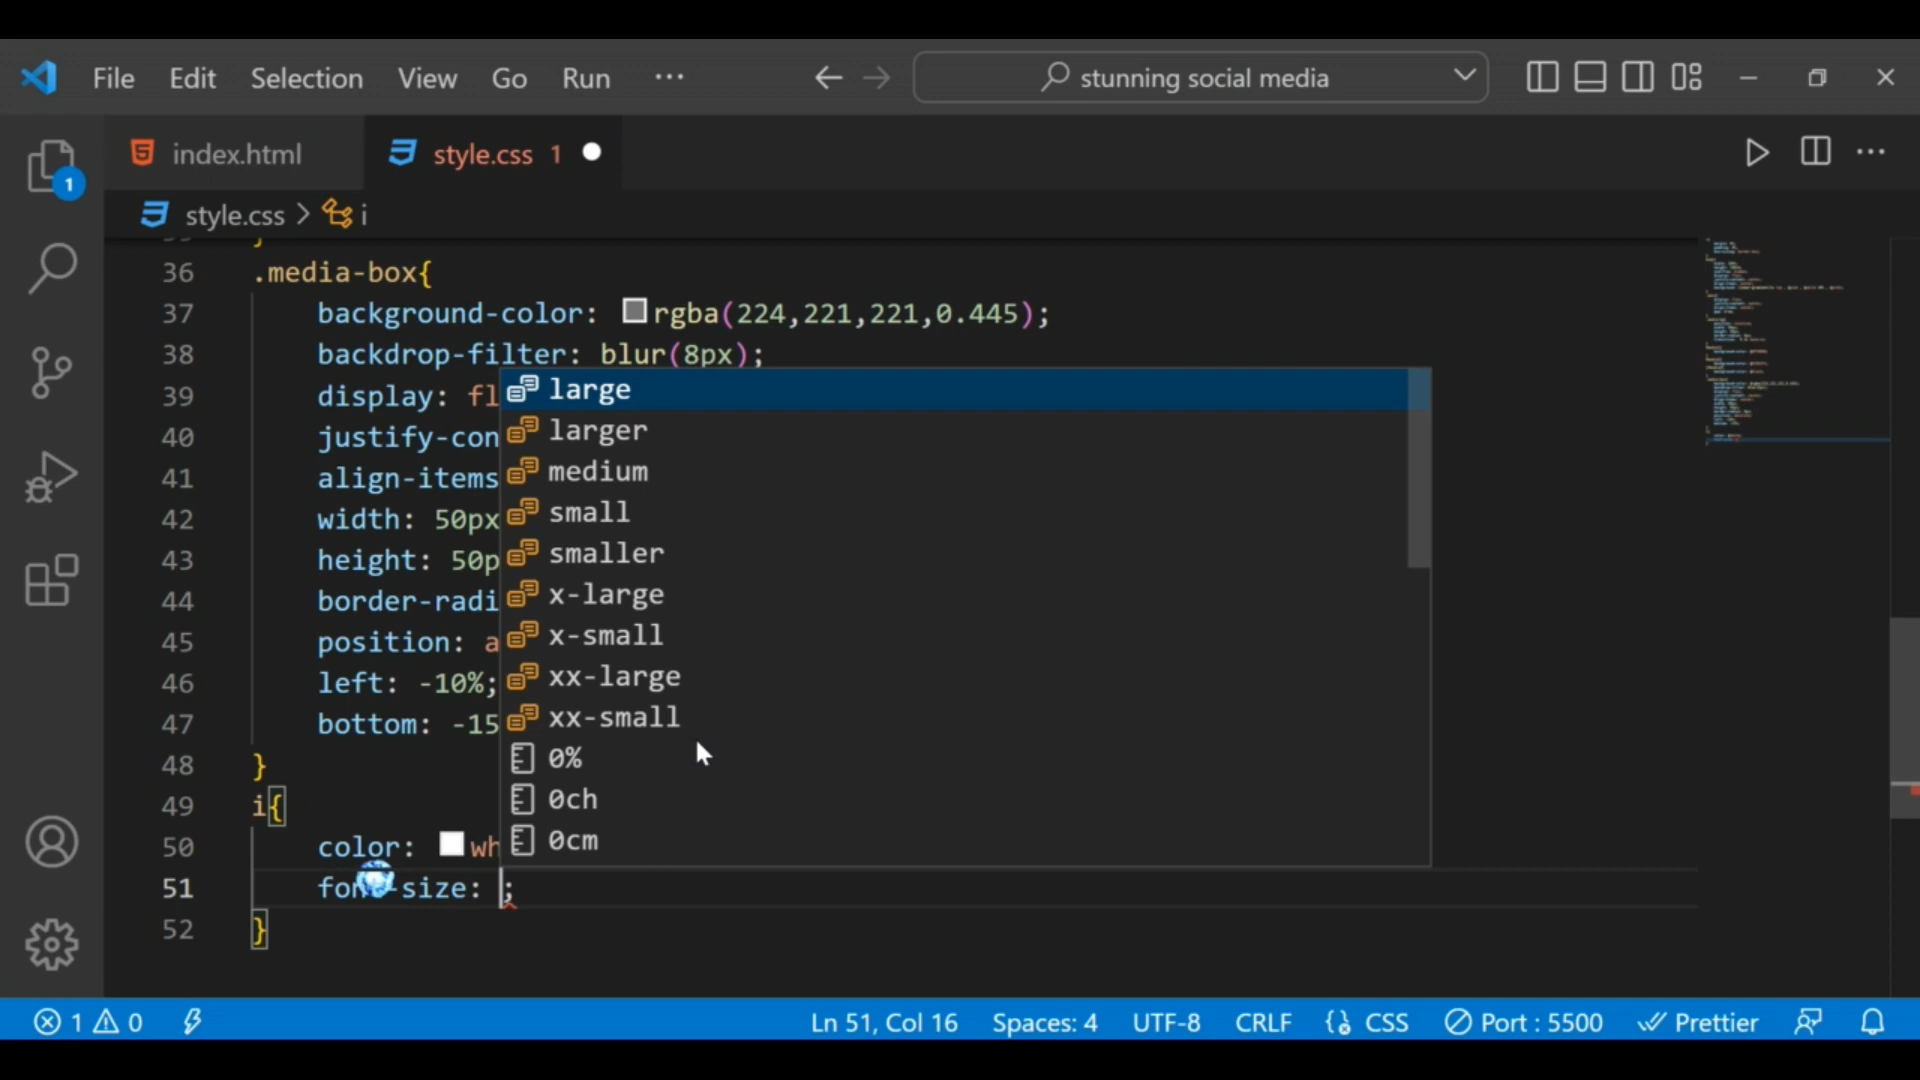 File Edit Selection View Go Run ··· stunning social media
index.html style.css 1
style.css > i
36 .media-box{
37 background-color: rgba(224,221,221,0.445);
38 backdrop-filter: blur(8px);
39 display: fl
40 justify-con
41 align-items
42 width: 50px
43 height: 50p
44 border-radi
45 position: a
46 left: -10%;
47 bottom: -15
48 }
49 i{
50 color: wh
51 font-size: ;
52 }
large
larger
medium
small
smaller
x-large
x-small
xx-large
xx-small
0%
0ch
0cm
1
1 0 Ln 51, Col 16 Spaces: 4 UTF-8 CRLF CSS Port : 5500 Prettier